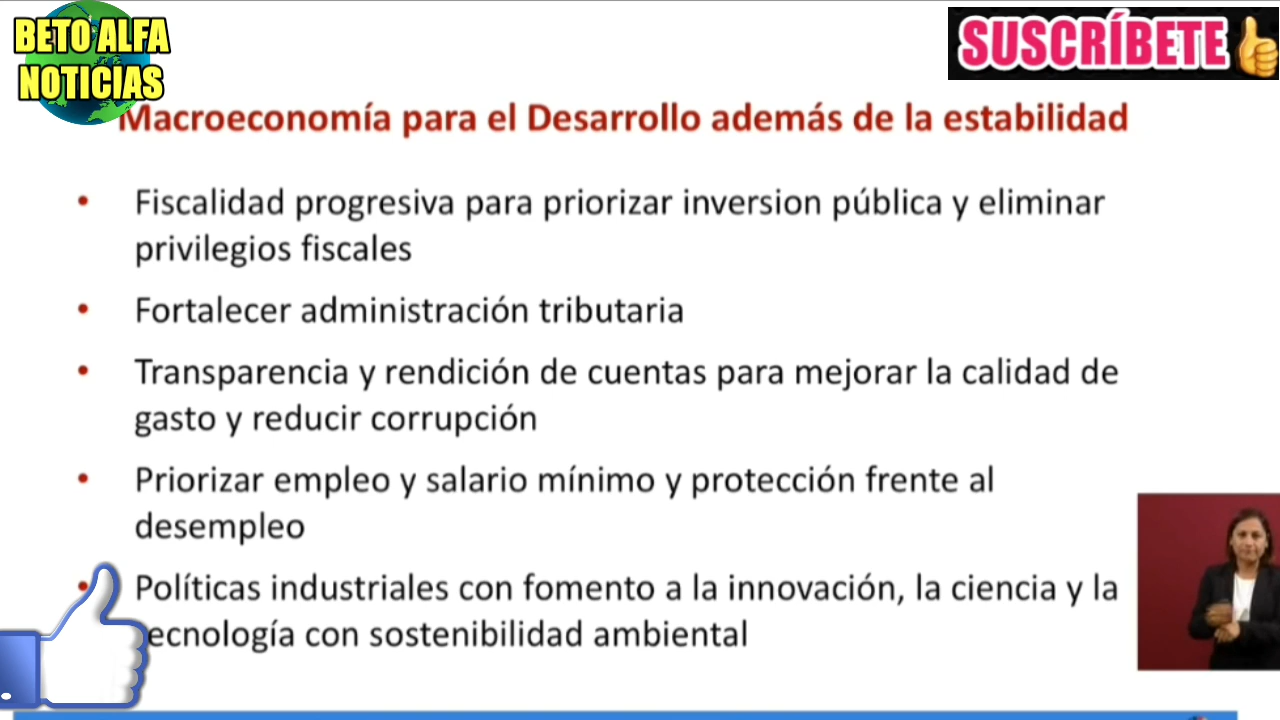 BETO ALFA
NOTICIAS
SUSCRÍBETE
Macroeconomía para el Desarrollo además de la estabilidad
• Fiscalidad progresiva para priorizar inversion pública y eliminar
privilegios fiscales
• Fortalecer administración tributaria
• Transparencia y rendición de cuentas para mejorar la calidad de
gasto y reducir corrupción
• Priorizar empleo y salario mínimo y protección frente al
desempleo
• Políticas industriales con fomento a la innovación, la ciencia y la
ecnología con sostenibilidad ambiental